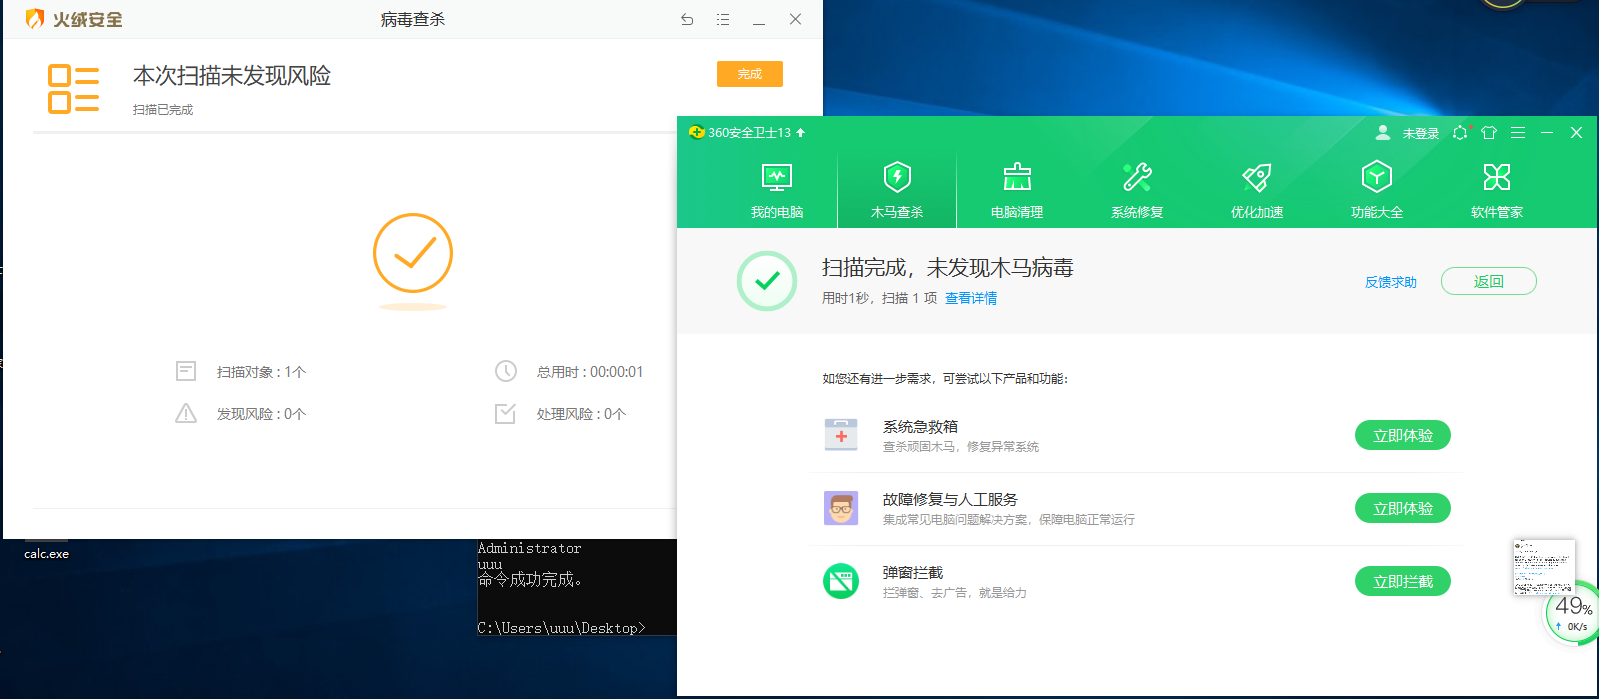 火绒安全
病毒查杀
本次扫描未发现风险
扫描已完成
完成
扫描对象：1个
总用时：00:00:01
发现风险：0个
处理风险：0个
calc.exe
Administrator
uuu
命令成功完成。
C:\Users\uuu\Desktop>
360安全卫士13
未登录
我的电脑
木马查杀
电脑清理
系统修复
优化加速
功能大全
软件管家
扫描完成，未发现木马病毒
用时1秒，扫描 1 项 查看详情
反馈求助
返回
如您还有进一步需求，可尝试以下产品和功能：
系统急救箱
查杀顽固木马，修复异常系统
立即体验
故障修复与人工服务
集成常见电脑问题解决方案，保障电脑正常运行
立即体验
弹窗拦截
拦弹窗、去广告，就是给力
立即拦截
49%
0K/s